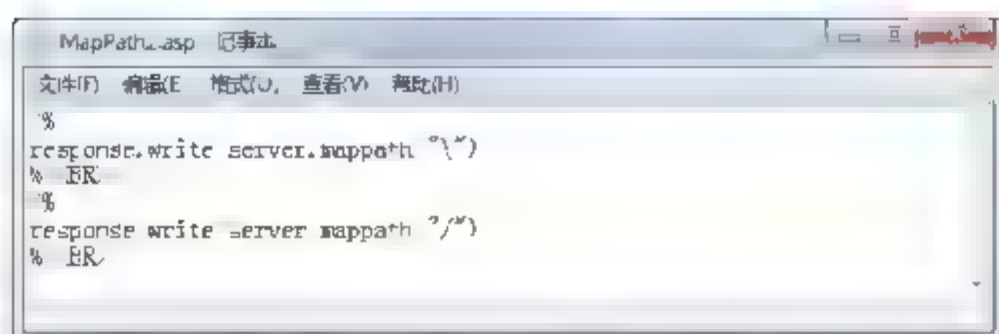 MapPath...asp 记事本
文件(F) 编辑(E 格式(O) 查看(V) 帮助(H)
%
response.write server.mappath "\")
% BR
%
response write server mappath "/")
% BR